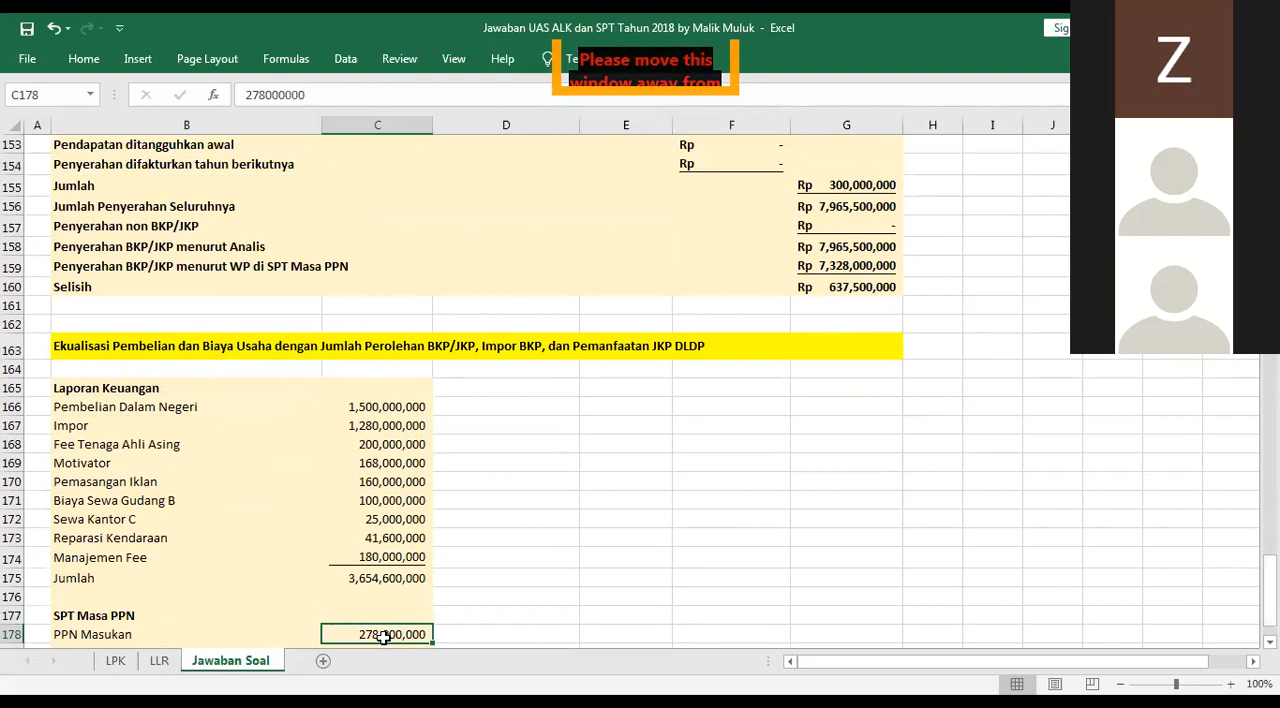 Jawaban UAS ALK dan SPT Tahun 2018 by Malik Muluk - Excel
Sig
File Home Insert Page Layout Formulas Data Review View Help Te
Please move this
window away from
Z
C178 fx 278000000
A B C D E F G H I J
153 Pendapatan ditangguhkan awal Rp -
154 Penyerahan difakturkan tahun berikutnya Rp -
155 Jumlah Rp 300,000,000
156 Jumlah Penyerahan Seluruhnya Rp 7,965,500,000
157 Penyerahan non BKP/JKP Rp -
158 Penyerahan BKP/JKP menurut Analis Rp 7,965,500,000
159 Penyerahan BKP/JKP menurut WP di SPT Masa PPN Rp 7,328,000,000
160 Selisih Rp 637,500,000
161
162
163 Ekualisasi Pembelian dan Biaya Usaha dengan Jumlah Perolehan BKP/JKP, Impor BKP, dan Pemanfaatan JKP DLDP
164
165 Laporan Keuangan
166 Pembelian Dalam Negeri 1,500,000,000
167 Impor 1,280,000,000
168 Fee Tenaga Ahli Asing 200,000,000
169 Motivator 168,000,000
170 Pemasangan Iklan 160,000,000
171 Biaya Sewa Gudang B 100,000,000
172 Sewa Kantor C 25,000,000
173 Reparasi Kendaraan 41,600,000
174 Manajemen Fee 180,000,000
175 Jumlah 3,654,600,000
176
177 SPT Masa PPN
178 PPN Masukan 278,000,000
LPK LLR Jawaban Soal
100%